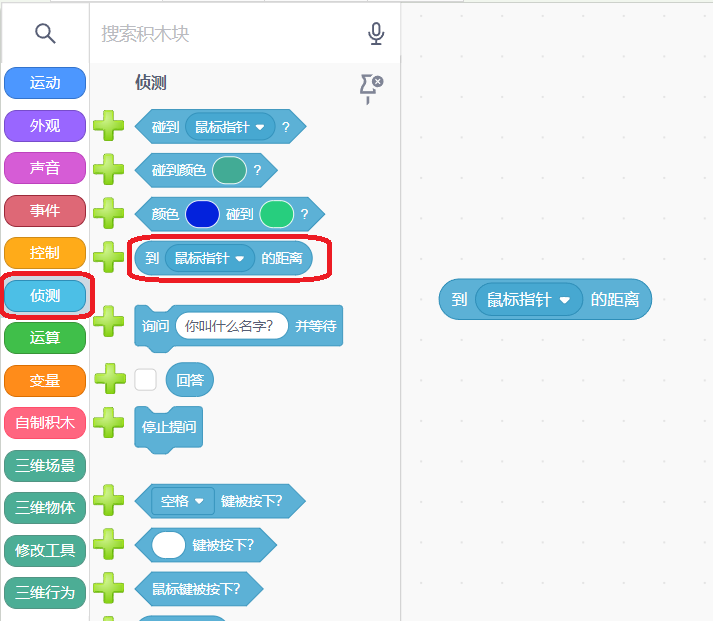 搜索积木块
运动
外观
声音
事件
控制
侦测
运算
变量
自制积木
三维场景
三维物体
修改工具
三维行为
侦测
碰到 鼠标指针 ?
碰到颜色 ?
颜色 碰到 ?
到 鼠标指针 的距离
询问 你叫什么名字? 并等待
回答
停止提问
空格 键被按下?
键被按下?
鼠标键被按下?
到 鼠标指针 的距离